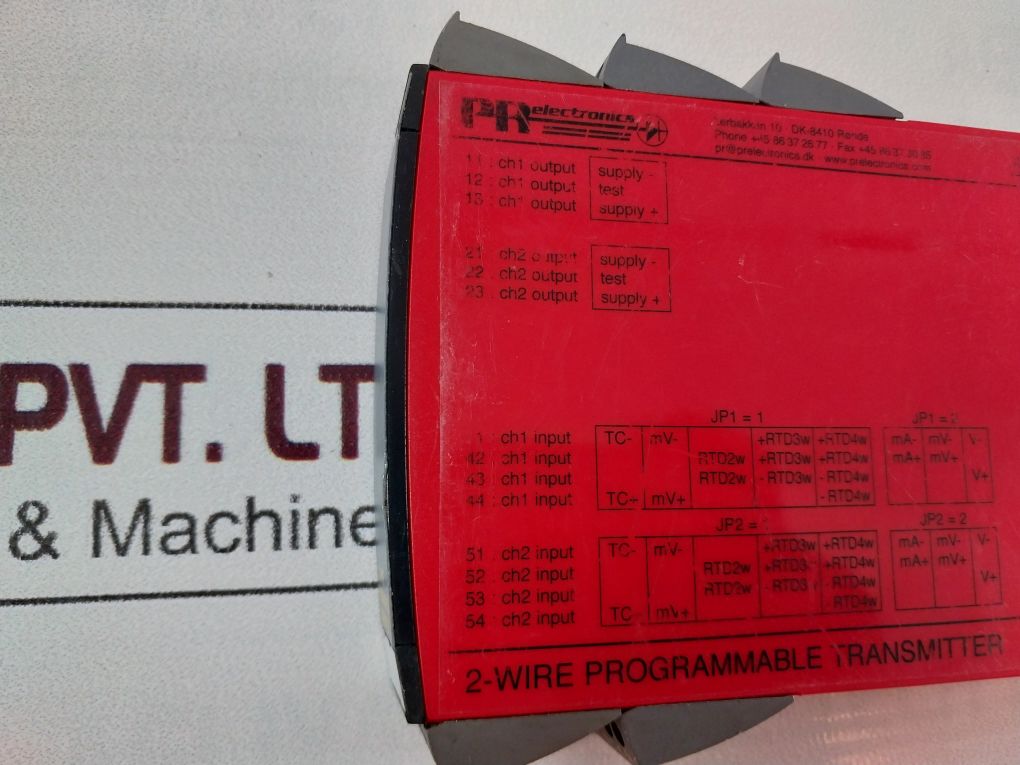 PR electronics
Lerbakken 10 · DK-8410 Rønde
Phone +45 86 37 26 77 · Fax +45 86 37 30 85
pr@prelectronics.dk · www.prelectronics.com
11 : ch1 output supply -
12 : ch1 output test
13 : ch1 output supply +
21 : ch2 output supply -
22 : ch2 output test
23 : ch2 output supply +
JP1 = 1 JP1 = 2
ch1 input TC- mV- +RTD3w +RTD4w mA- mV- V-
42 : ch1 input RTD2w +RTD3w +RTD4w mA+ mV+
43 : ch1 input RTD2w - RTD3w - RTD4w V+
44 : ch1 input TC+ mV+ - RTD4w
JP2 = JP2 = 2
51 : ch2 input TC- mV- +RTD3w +RTD4w mA- mV- V-
52 : ch2 input RTD2w +RTD3 +RTD4w mA+ mV+
53 : ch2 input RTD2w - RTD3 - RTD4w V+
54 : ch2 input TC mV+ RTD4w
2-WIRE PROGRAMMABLE TRANSMITTER
PVT. LT
& Machine